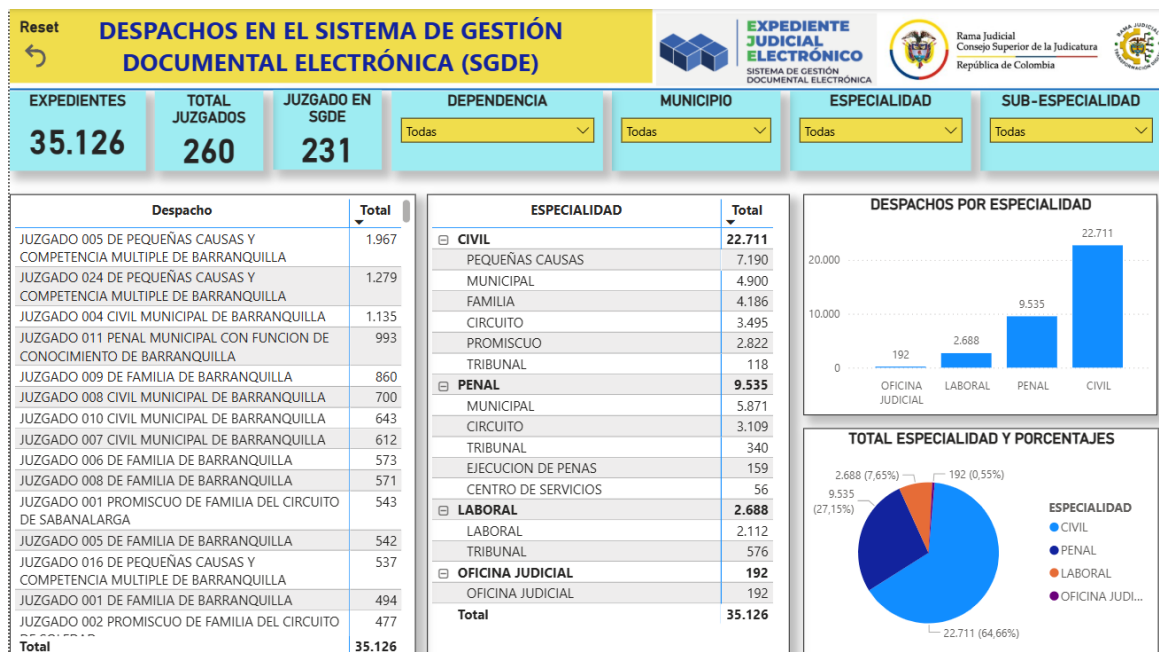 Reset
DESPACHOS EN EL SISTEMA DE GESTIÓN
DOCUMENTAL ELECTRÓNICA (SGDE)
EXPEDIENTE
JUDICIAL
ELECTRÓNICO
SISTEMA DE GESTIÓN
DOCUMENTAL ELECTRÓNICA
Rama Judicial
Consejo Superior de la Judicatura
República de Colombia
EXPEDIENTES
35.126
TOTAL
JUZGADOS
260
JUZGADO EN
SGDE
231
DEPENDENCIA
Todas
MUNICIPIO
Todas
ESPECIALIDAD
Todas
SUB-ESPECIALIDAD
Todas
Despacho Total
JUZGADO 005 DE PEQUEÑAS CAUSAS Y 1.967
COMPETENCIA MULTIPLE DE BARRANQUILLA
JUZGADO 024 DE PEQUEÑAS CAUSAS Y 1.279
COMPETENCIA MULTIPLE DE BARRANQUILLA
JUZGADO 004 CIVIL MUNICIPAL DE BARRANQUILLA 1.135
JUZGADO 011 PENAL MUNICIPAL CON FUNCION DE 993
CONOCIMIENTO DE BARRANQUILLA
JUZGADO 009 DE FAMILIA DE BARRANQUILLA 860
JUZGADO 008 CIVIL MUNICIPAL DE BARRANQUILLA 700
JUZGADO 010 CIVIL MUNICIPAL DE BARRANQUILLA 643
JUZGADO 007 CIVIL MUNICIPAL DE BARRANQUILLA 612
JUZGADO 006 DE FAMILIA DE BARRANQUILLA 573
JUZGADO 008 DE FAMILIA DE BARRANQUILLA 571
JUZGADO 001 PROMISCUO DE FAMILIA DEL CIRCUITO 543
DE SABANALARGA
JUZGADO 005 DE FAMILIA DE BARRANQUILLA 542
JUZGADO 016 DE PEQUEÑAS CAUSAS Y 537
COMPETENCIA MULTIPLE DE BARRANQUILLA
JUZGADO 001 DE FAMILIA DE BARRANQUILLA 494
JUZGADO 002 PROMISCUO DE FAMILIA DEL CIRCUITO 477
Total 35.126
ESPECIALIDAD Total
CIVIL 22.711
PEQUEÑAS CAUSAS 7.190
MUNICIPAL 4.900
FAMILIA 4.186
CIRCUITO 3.495
PROMISCUO 2.822
TRIBUNAL 118
PENAL 9.535
MUNICIPAL 5.871
CIRCUITO 3.109
TRIBUNAL 340
EJECUCION DE PENAS 159
CENTRO DE SERVICIOS 56
LABORAL 2.688
LABORAL 2.112
TRIBUNAL 576
OFICINA JUDICIAL 192
OFICINA JUDICIAL 192
Total 35.126
DESPACHOS POR ESPECIALIDAD
22.711
20.000
9.535
10.000
2.688
192
0
OFICINA JUDICIAL
LABORAL
PENAL
CIVIL
TOTAL ESPECIALIDAD Y PORCENTAJES
2.688 (7,65%)
192 (0,55%)
9.535
(27,15%)
22.711 (64,66%)
ESPECIALIDAD
CIVIL
PENAL
LABORAL
OFICINA JUDI...